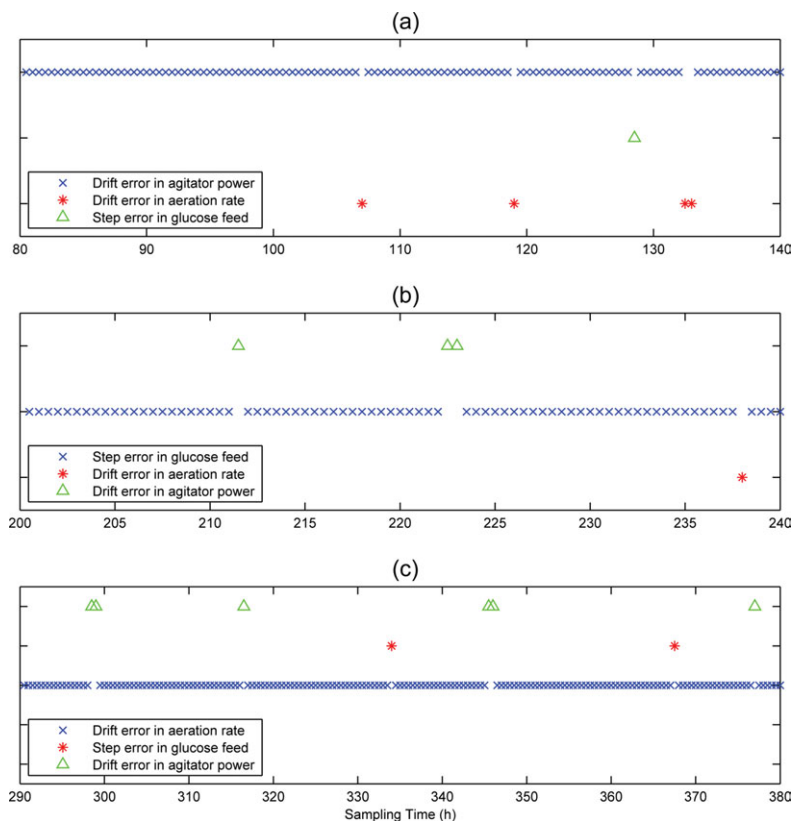 (a)
Drift error in agitator power
Drift error in aeration rate
Step error in glucose feed
80 90 100 110 120 130 140
(b)
Step error in glucose feed
Drift error in aeration rate
Drift error in agitator power
200 205 210 215 220 225 230 235 240
(c)
Drift error in aeration rate
Step error in glucose feed
Drift error in agitator power
290 300 310 320 330 340 350 360 370 380
Sampling Time (h)